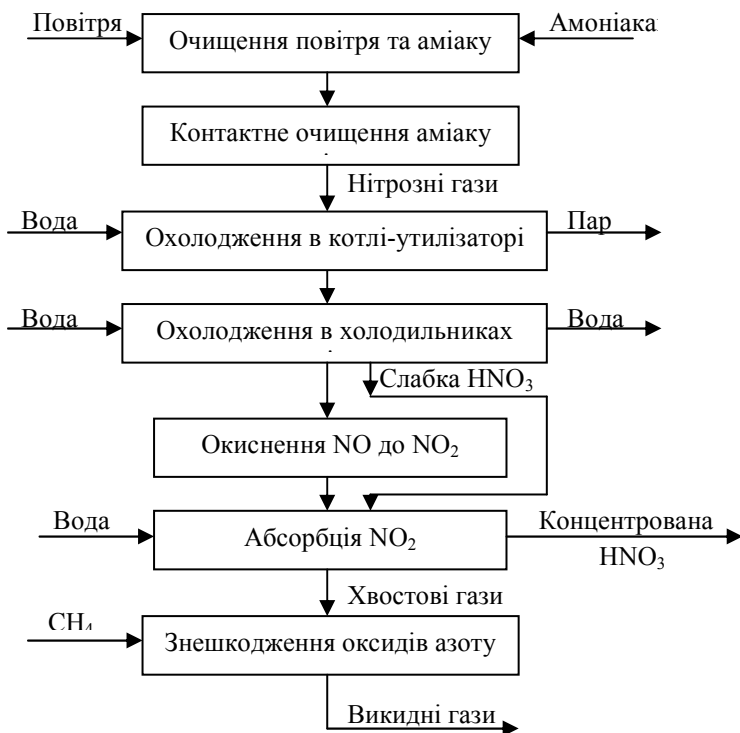 Повітря
Амоніака
Очищення повітря та аміаку
Контактне очищення аміаку
Нітрозні гази
Вода
Пар
Охолодження в котлі-утилізаторі
Вода
Вода
Охолодження в холодильниках
Слабка HNO₃
Окиснення NO до NO₂
Вода
Концентрована
Абсорбція NO₂
HNO₃
Хвостові гази
CH₄
Знешкодження оксидів азоту
Викидні гази